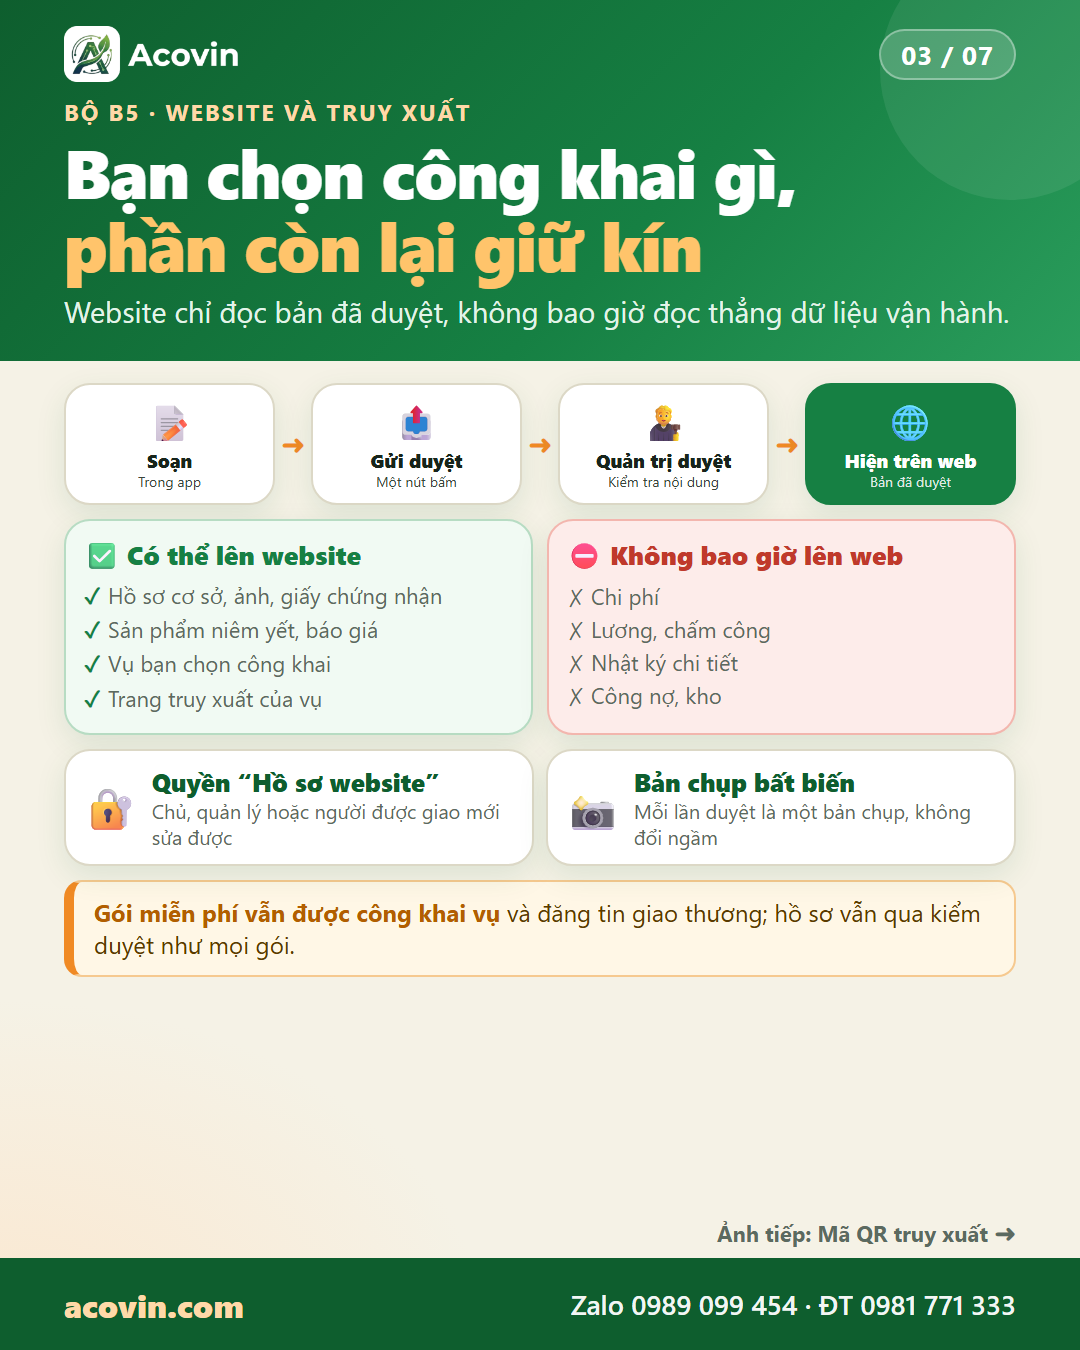 Acovin
03 / 07
BỘ B5 · WEBSITE VÀ TRUY XUẤT
Bạn chọn công khai gì,
phần còn lại giữ kín
Website chỉ đọc bản đã duyệt, không bao giờ đọc thẳng dữ liệu vận hành.
Soạn
Trong app
➜
Gửi duyệt
Một nút bấm
➜
Quản trị duyệt
Kiểm tra nội dung
➜
Hiện trên web
Bản đã duyệt
✅ Có thể lên website
✓ Hồ sơ cơ sở, ảnh, giấy chứng nhận
✓ Sản phẩm niêm yết, báo giá
✓ Vụ bạn chọn công khai
✓ Trang truy xuất của vụ
⛔ Không bao giờ lên web
✗ Chi phí
✗ Lương, chấm công
✗ Nhật ký chi tiết
✗ Công nợ, kho
Quyền “Hồ sơ website”
Chủ, quản lý hoặc người được giao mới
sửa được
Bản chụp bất biến
Mỗi lần duyệt là một bản chụp, không
đổi ngầm
Gói miễn phí vẫn được công khai vụ và đăng tin giao thương; hồ sơ vẫn qua kiểm
duyệt như mọi gói.
Ảnh tiếp: Mã QR truy xuất ➜
acovin.com
Zalo 0989 099 454 · ĐT 0981 771 333